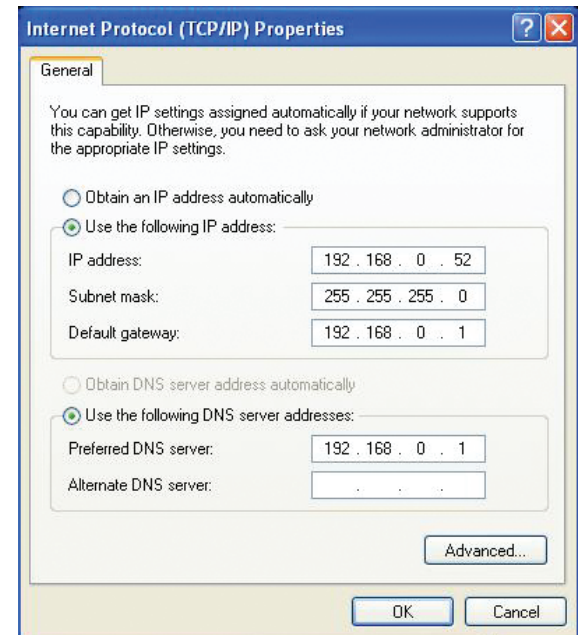 Internet Protocol (TCP/IP) Properties
General
You can get IP settings assigned automatically if your network supports
this capability. Otherwise, you need to ask your network administrator for
the appropriate IP settings.
Obtain an IP address automatically
Use the following IP address:
IP address: 192 . 168 . 0 . 52
Subnet mask: 255 . 255 . 255 . 0
Default gateway: 192 . 168 . 0 . 1
Obtain DNS server address automatically
Use the following DNS server addresses:
Preferred DNS server: 192 . 168 . 0 . 1
Alternate DNS server: . . .
Advanced...
OK Cancel